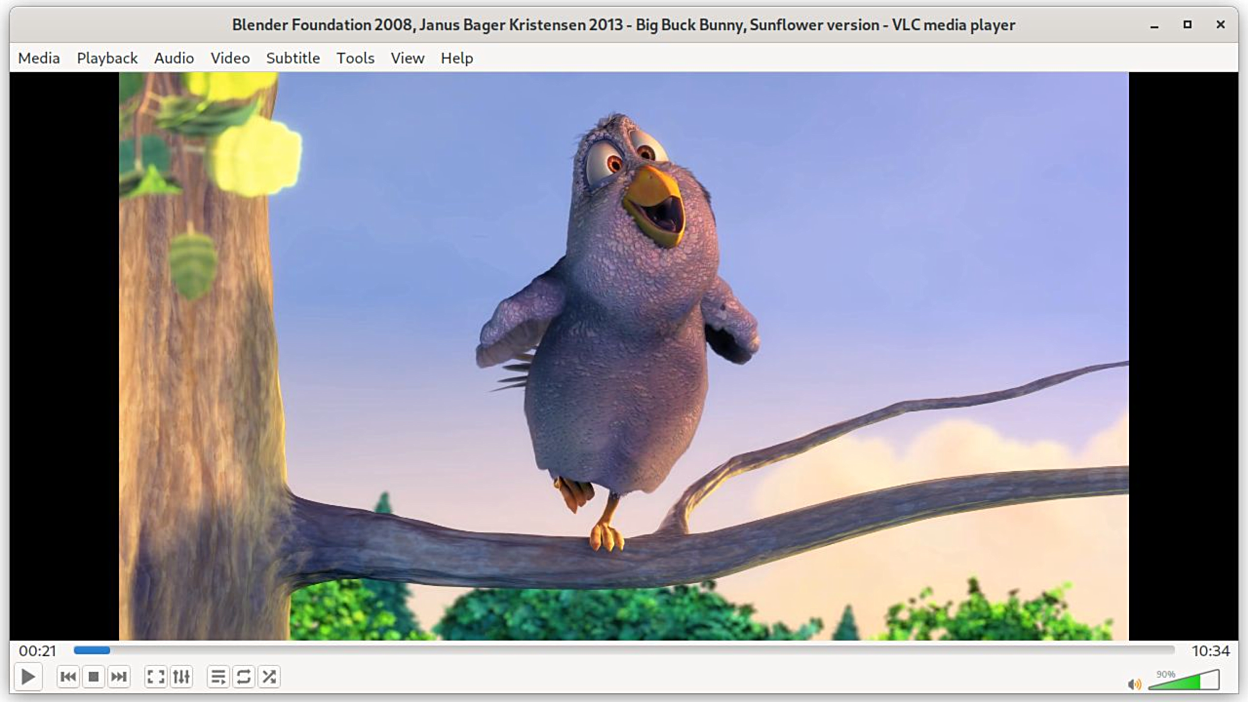 Blender Foundation 2008, Janus Bager Kristensen 2013 - Big Buck Bunny, Sunflower version - VLC media player
Media Playback Audio Video Subtitle Tools View Help
00:21 10:34
90%